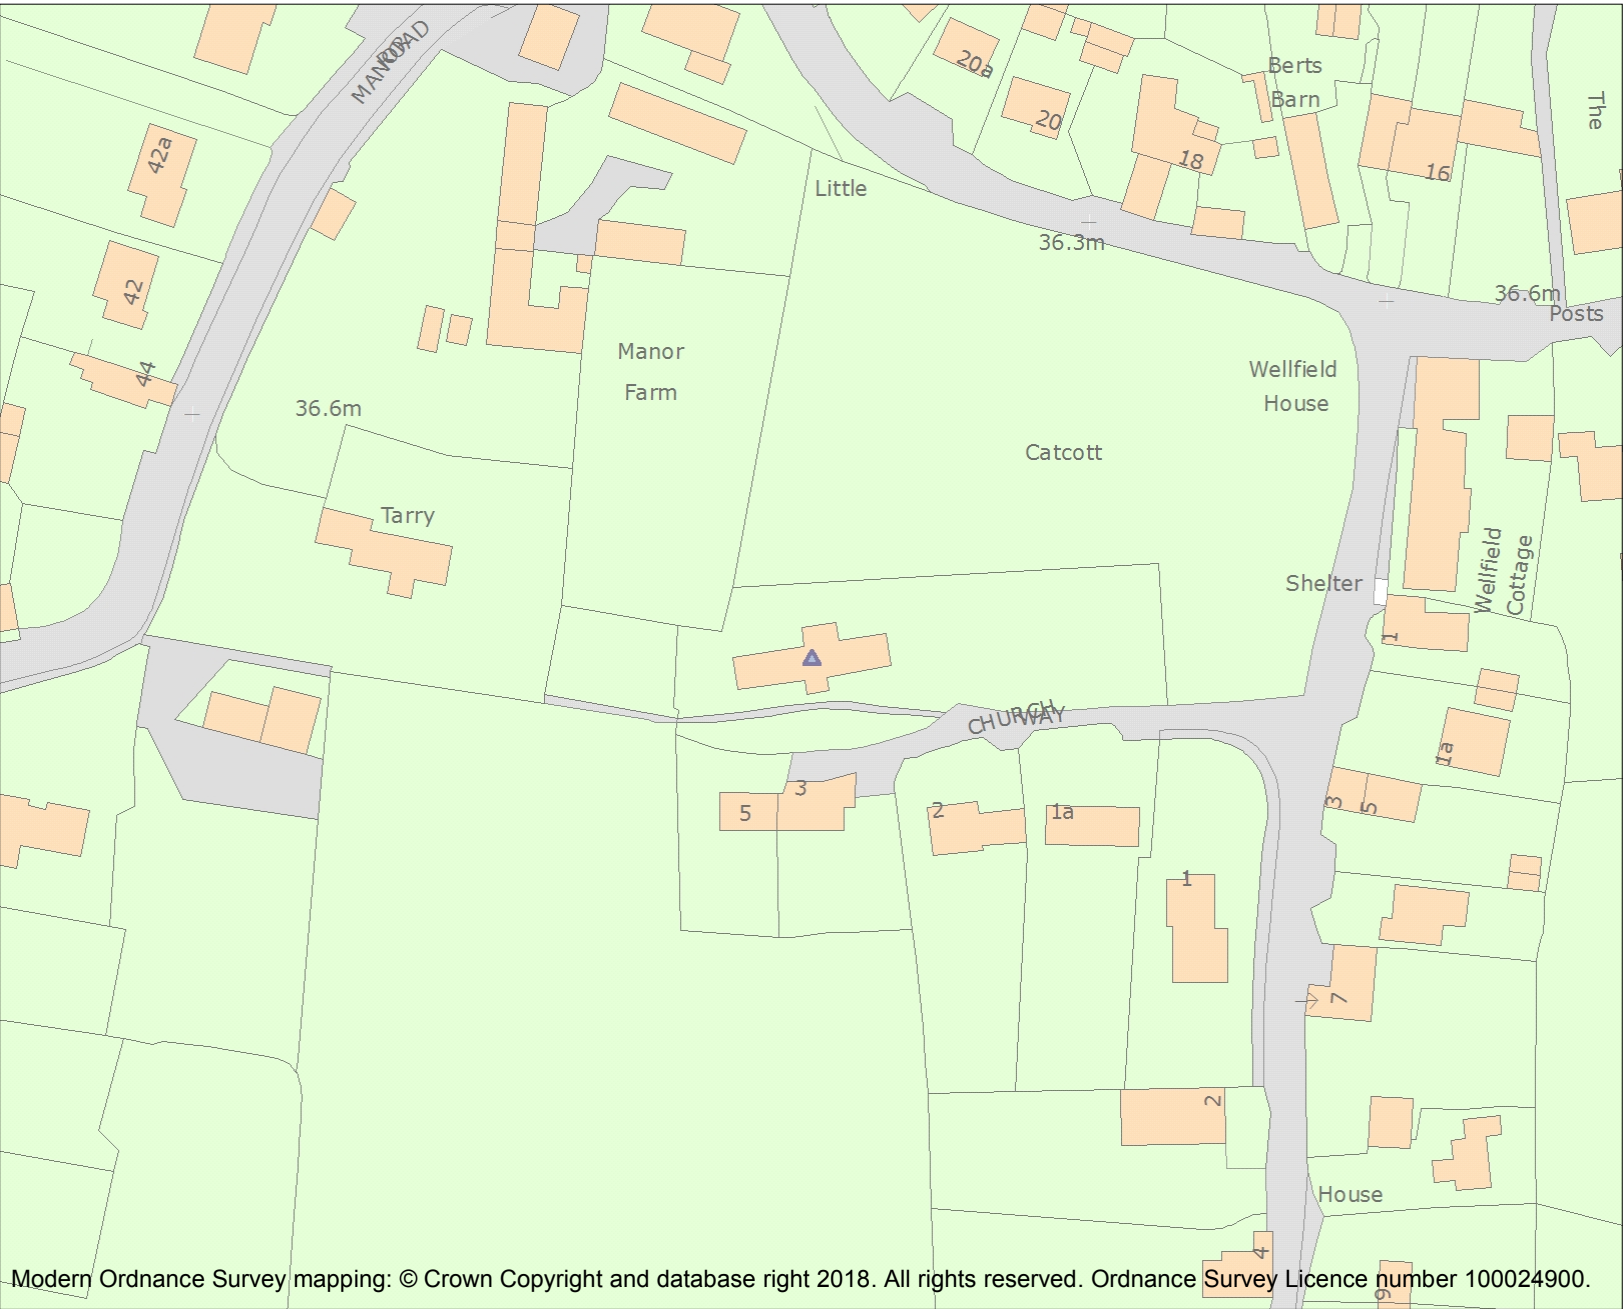 MANOR ROAD
20a
Berts
Barn
The
20
42a
18
16
Little
36.3m
42
36.6m
Posts
Manor
Farm
Wellfield
House
44
36.6m
Catcott
Tarry
Shelter
Wellfield
Cottage
1
CHURCH WAY
1a
3
5
3
5
2
1a
1
7
2
House
4
9
Modern Ordnance Survey mapping: © Crown Copyright and database right 2018. All rights reserved. Ordnance Survey Licence number 100024900.